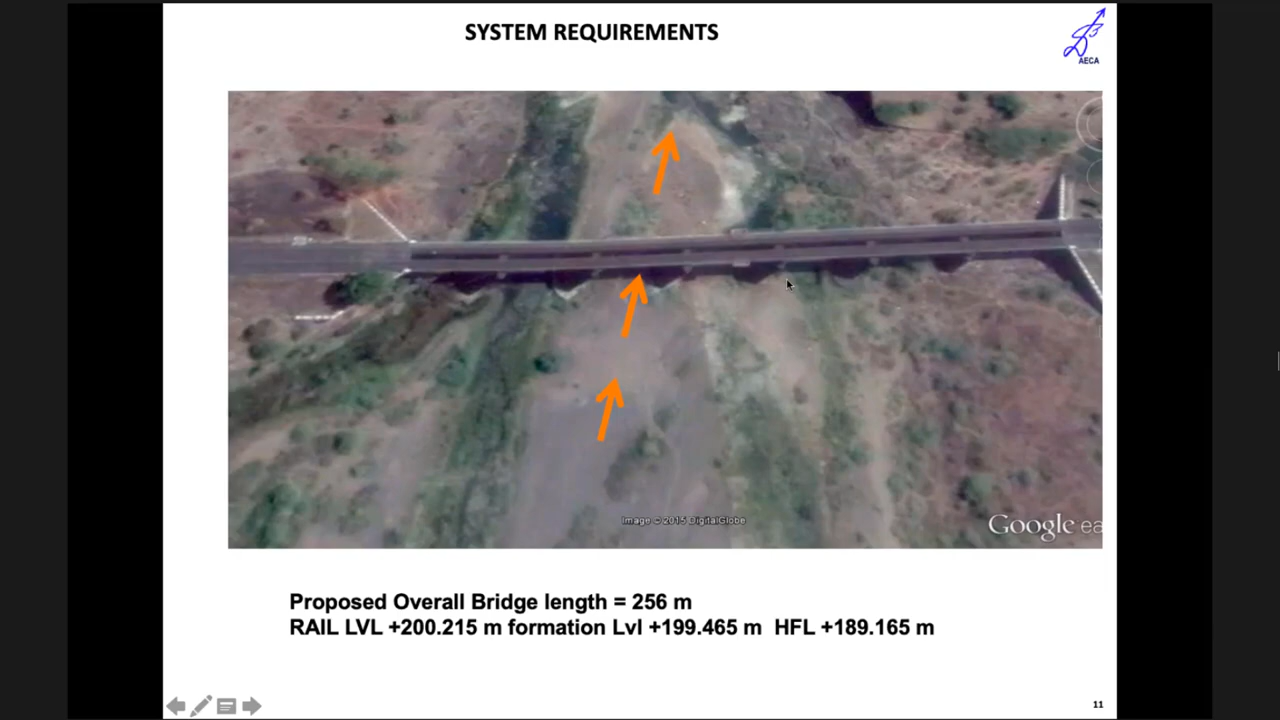 SYSTEM REQUIREMENTS
AECA
Image © 2015 DigitalGlobe
Google ea
Proposed Overall Bridge length = 256 m
RAIL LVL +200.215 m formation Lvl +199.465 m HFL +189.165 m
11